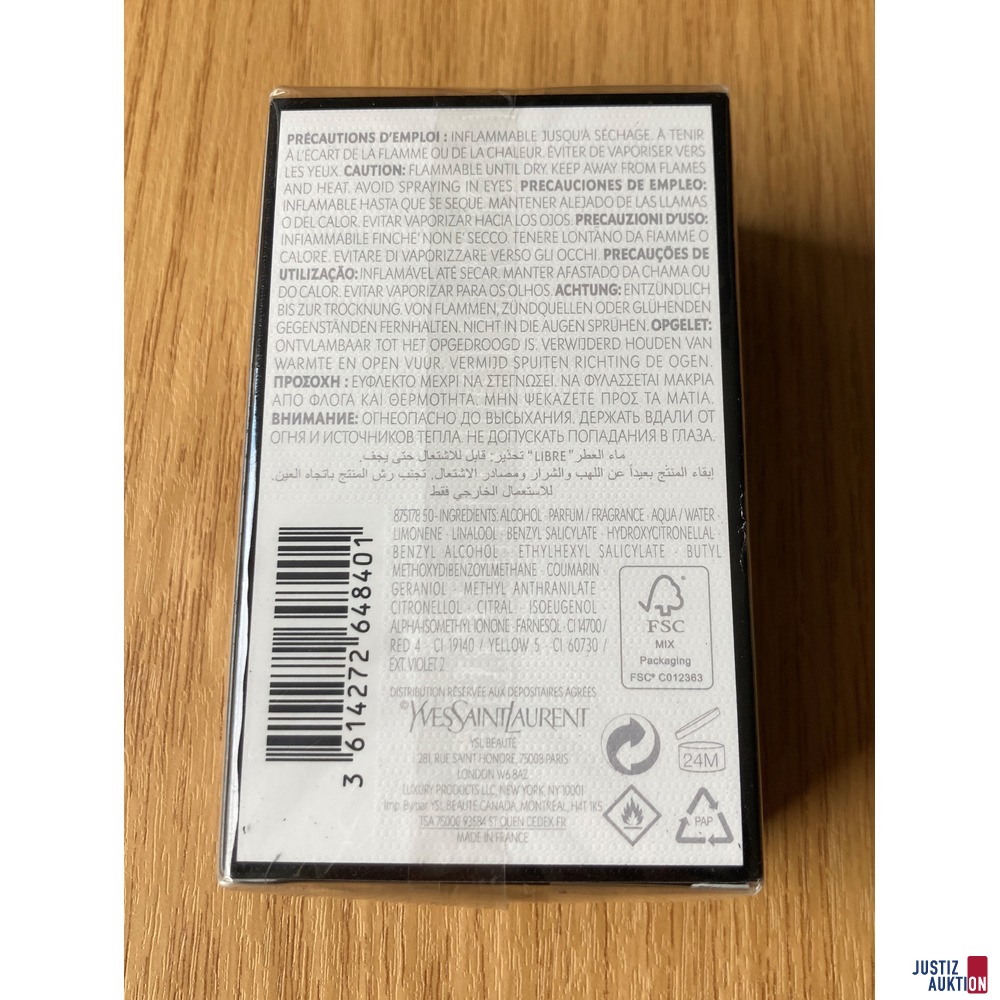 PRÉCAUTIONS D'EMPLOI : INFLAMMABLE JUSQU'À SÉCHAGE. À TENIR
À L'ÉCART DE LA FLAMME OU DE LA CHALEUR. ÉVITER DE VAPORISER VERS
LES YEUX. CAUTION: FLAMMABLE UNTIL DRY. KEEP AWAY FROM FLAMES
AND HEAT. AVOID SPRAYING IN EYES. PRECAUCIONES DE EMPLEO:
INFLAMABLE HASTA QUE SE SEQUE. MANTENER ALEJADO DE LAS LLAMAS
O DEL CALOR. EVITAR VAPORIZAR HACIA LOS OJOS. PRECAUZIONI D'USO:
INFIAMMABILE FINCHE' NON E' SECCO. TENERE LONTANO DA FIAMME O
CALORE. EVITARE DI VAPORIZZARE VERSO GLI OCCHI. PRECAUÇÕES DE
UTILIZAÇÃO: INFLAMÁVEL ATÉ SECAR. MANTER AFASTADO DA CHAMA OU
DO CALOR. EVITAR VAPORIZAR PARA OS OLHOS. ACHTUNG: ENTZÜNDLICH
BIS ZUR TROCKNUNG. VON FLAMMEN, ZÜNDQUELLEN ODER GLÜHENDEN
GEGENSTÄNDEN FERNHALTEN. NICHT IN DIE AUGEN SPRÜHEN. OPGELET:
ONTVLAMBAAR TOT HET OPGEDROOGD IS. VERWIJDERD HOUDEN VAN
WARMTE EN OPEN VUUR. VERMIJD SPUITEN RICHTING DE OGEN.
ΠΡΟΣΟΧΗ : ΕΥΦΛΕΚΤΟ ΜΕΧΡΙ ΝΑ ΣΤΕΓΝΩΣΕΙ. ΝΑ ΦΥΛΑΣΣΕΤΑΙ ΜΑΚΡΙΑ
ΑΠΟ ΦΛΟΓΑ ΚΑΙ ΘΕΡΜΟΤΗΤΑ. ΜΗΝ ΨΕΚΑΖΕΤΕ ΠΡΟΣ ΤΑ ΜΑΤΙΑ.
ВНИМАНИЕ: ОГНЕОПАСНО ДО ВЫСЫХАНИЯ. ДЕРЖАТЬ ВДАЛИ ОТ
ОГНЯ И ИСТОЧНИКОВ ТЕПЛА. НЕ ДОПУСКАТЬ ПОПАДАНИЯ В ГЛАЗА.
ماء العطر "LIBRE" تحذير: قابل للاشتعال حتى يجف.
إبقاء المنتج بعيداً عن اللهب والشرار ومصادر الاشتعال. تجنب رش المنتج باتجاه العين.
للاستعمال الخارجي فقط
875178 50 - INGREDIENTS: ALCOHOL · PARFUM / FRAGRANCE · AQUA / WATER ·
LIMONENE · LINALOOL · BENZYL SALICYLATE · HYDROXYCITRONELLAL ·
BENZYL ALCOHOL · ETHYLHEXYL SALICYLATE · BUTYL
METHOXYDIBENZOYLMETHANE · COUMARIN ·
GERANIOL · METHYL ANTHRANILATE ·
CITRONELLOL · CITRAL · ISOEUGENOL ·
ALPHA-ISOMETHYL IONONE · FARNESOL · CI 14700 /
RED 4 · CI 19140 / YELLOW 5 · CI 60730 /
EXT. VIOLET 2
3 614272 648401
FSC
MIX
Packaging
FSC® C012363
DISTRIBUTION RÉSERVÉE AUX DÉPOSITAIRES AGRÉÉS
©YVESSAINTLAURENT
YSL BEAUTÉ
281, RUE SAINT HONORÉ, 75008 PARIS
LONDON W6 8AZ
LUXURY PRODUCTS LLC, NEW YORK, NY 10001
Imp. By/par YSL BEAUTÉ CANADA, MONTRÉAL, H4T 1K5
TSA 75000 93584 ST OUEN CEDEX FR
MADE IN FRANCE
24M
PAP
JUSTIZ
AUKTION